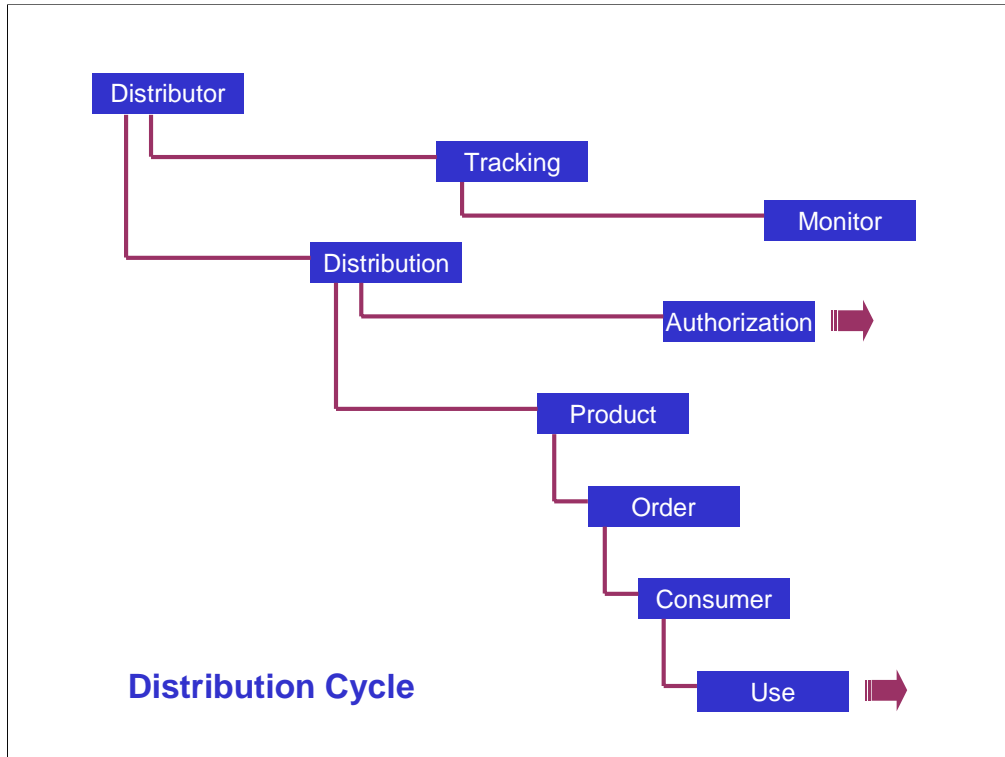 Distributor
Tracking
Monitor
Distribution
Authorization
Product
Order
Consumer
Use
Distribution Cycle